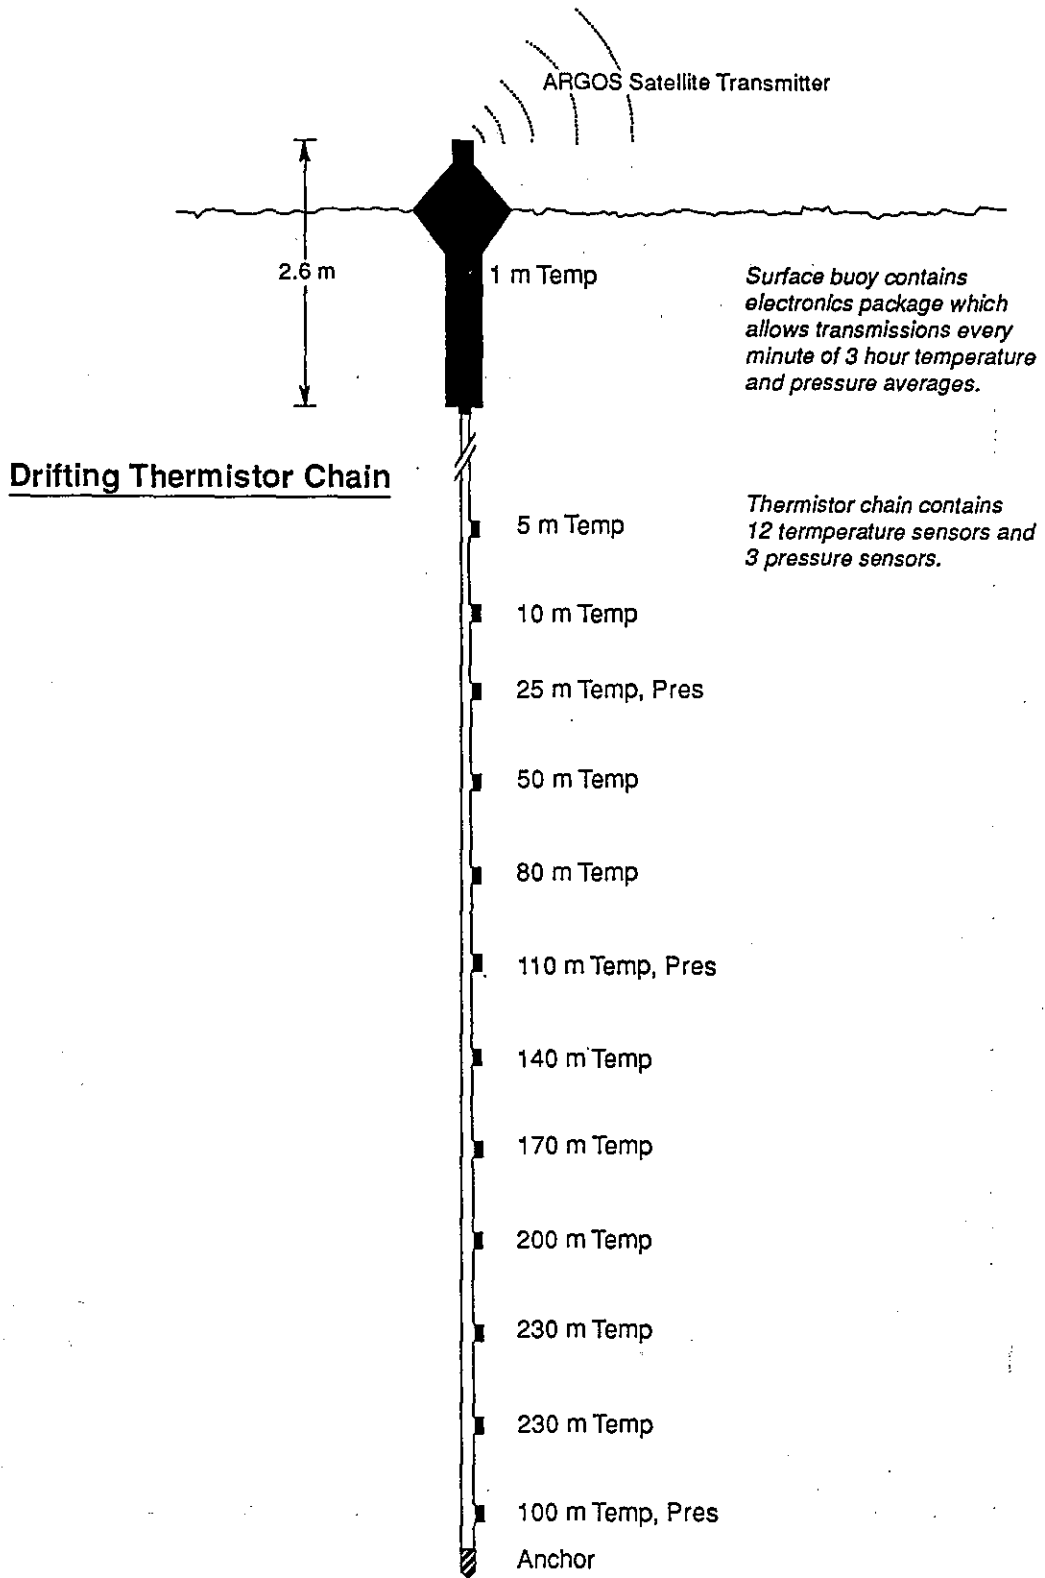 ARGOS Satellite Transmitter
2.6 m
1 m Temp
Surface buoy contains
electronics package which
allows transmissions every
minute of 3 hour temperature
and pressure averages.
Drifting Thermistor Chain
Thermistor chain contains
12 termperature sensors and
3 pressure sensors.
5 m Temp
10 m Temp
25 m Temp, Pres
50 m Temp
80 m Temp
110 m Temp, Pres
140 m Temp
170 m Temp
200 m Temp
230 m Temp
230 m Temp
100 m Temp, Pres
Anchor